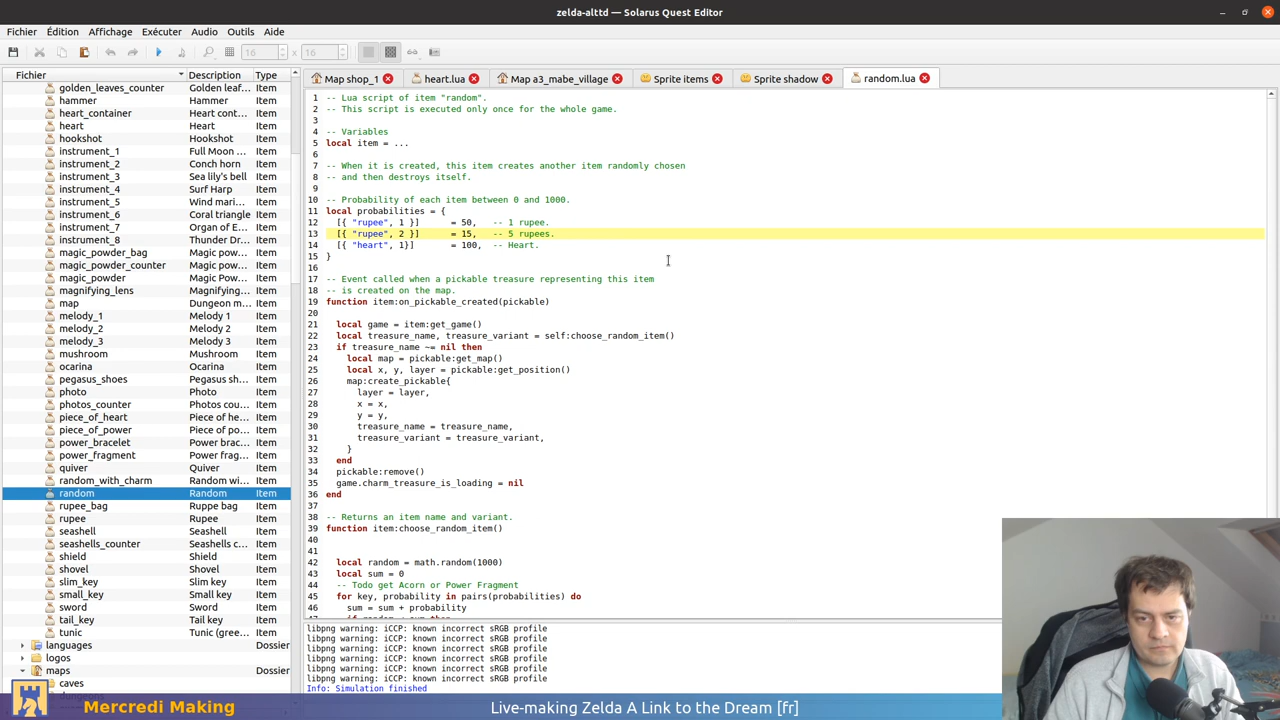 zelda-alttd — Solarus Quest Editor
Fichier Édition Affichage Exécuter Audio Outils Aide
16 x 16
Fichier Description Type
Map shop_1 heart.lua Map a3_mabe_village Sprite items Sprite shadow random.lua
golden_leaves_counter Golden leaf... Item
hammer Hammer Item
heart_container Heart cont... Item
heart Heart Item
hookshot Hookshot Item
instrument_1 Full Moon ... Item
instrument_2 Conch horn Item
instrument_3 Sea lily's bell Item
instrument_4 Surf Harp Item
instrument_5 Wind mari... Item
instrument_6 Coral triangle Item
instrument_7 Organ of E... Item
instrument_8 Thunder Dr... Item
magic_powder_bag Magic pow... Item
magic_powder_counter Magic pow... Item
magic_powder Magic Pow... Item
magnifying_lens Magnifying... Item
map Dungeon m... Item
melody_1 Melody 1 Item
melody_2 Melody 2 Item
melody_3 Melody 3 Item
mushroom Mushroom Item
ocarina Ocarina Item
pegasus_shoes Pegasus sh... Item
photo Photo Item
photos_counter Photos cou... Item
piece_of_heart Piece of he... Item
piece_of_power Piece of po... Item
power_bracelet Power brac... Item
power_fragment Power frag... Item
quiver Quiver Item
random_with_charm Random wi... Item
random Random Item
rupee_bag Ruppe bag Item
rupee Rupee Item
seashell Seashell Item
seashells_counter Seashells c... Item
shield Shield Item
shovel Shovel Item
slim_key Slim key Item
small_key Small key Item
sword Sword Item
tail_key Tail key Item
tunic Tunic (gree... Item
languages Dossier
logos Dossier
maps Dossier
caves Dossier
1 -- Lua script of item "random".
2 -- This script is executed only once for the whole game.
3
4 -- Variables
5 local item = ...
6
7 -- When it is created, this item creates another item randomly chosen
8 -- and then destroys itself.
9
10 -- Probability of each item between 0 and 1000.
11 local probabilities = {
12 [{ "rupee", 1 }] = 50, -- 1 rupee.
13 [{ "rupee", 2 }] = 15, -- 5 rupees.
14 [{ "heart", 1}] = 100, -- Heart.
15 }
16
17 -- Event called when a pickable treasure representing this item
18 -- is created on the map.
19 function item:on_pickable_created(pickable)
20
21 local game = item:get_game()
22 local treasure_name, treasure_variant = self:choose_random_item()
23 if treasure_name ~= nil then
24 local map = pickable:get_map()
25 local x, y, layer = pickable:get_position()
26 map:create_pickable{
27 layer = layer,
28 x = x,
29 y = y,
30 treasure_name = treasure_name,
31 treasure_variant = treasure_variant,
32 }
33 end
34 pickable:remove()
35 game.charm_treasure_is_loading = nil
36 end
37
38 -- Returns an item name and variant.
39 function item:choose_random_item()
40
41
42 local random = math.random(1000)
43 local sum = 0
44 -- Todo get Acorn or Power Fragment
45 for key, probability in pairs(probabilities) do
46 sum = sum + probability
libpng warning: iCCP: known incorrect sRGB profile
libpng warning: iCCP: known incorrect sRGB profile
libpng warning: iCCP: known incorrect sRGB profile
libpng warning: iCCP: known incorrect sRGB profile
libpng warning: iCCP: known incorrect sRGB profile
libpng warning: iCCP: known incorrect sRGB profile
Info: Simulation finished
Mercredi Making
Live-making Zelda A Link to the Dream [fr]